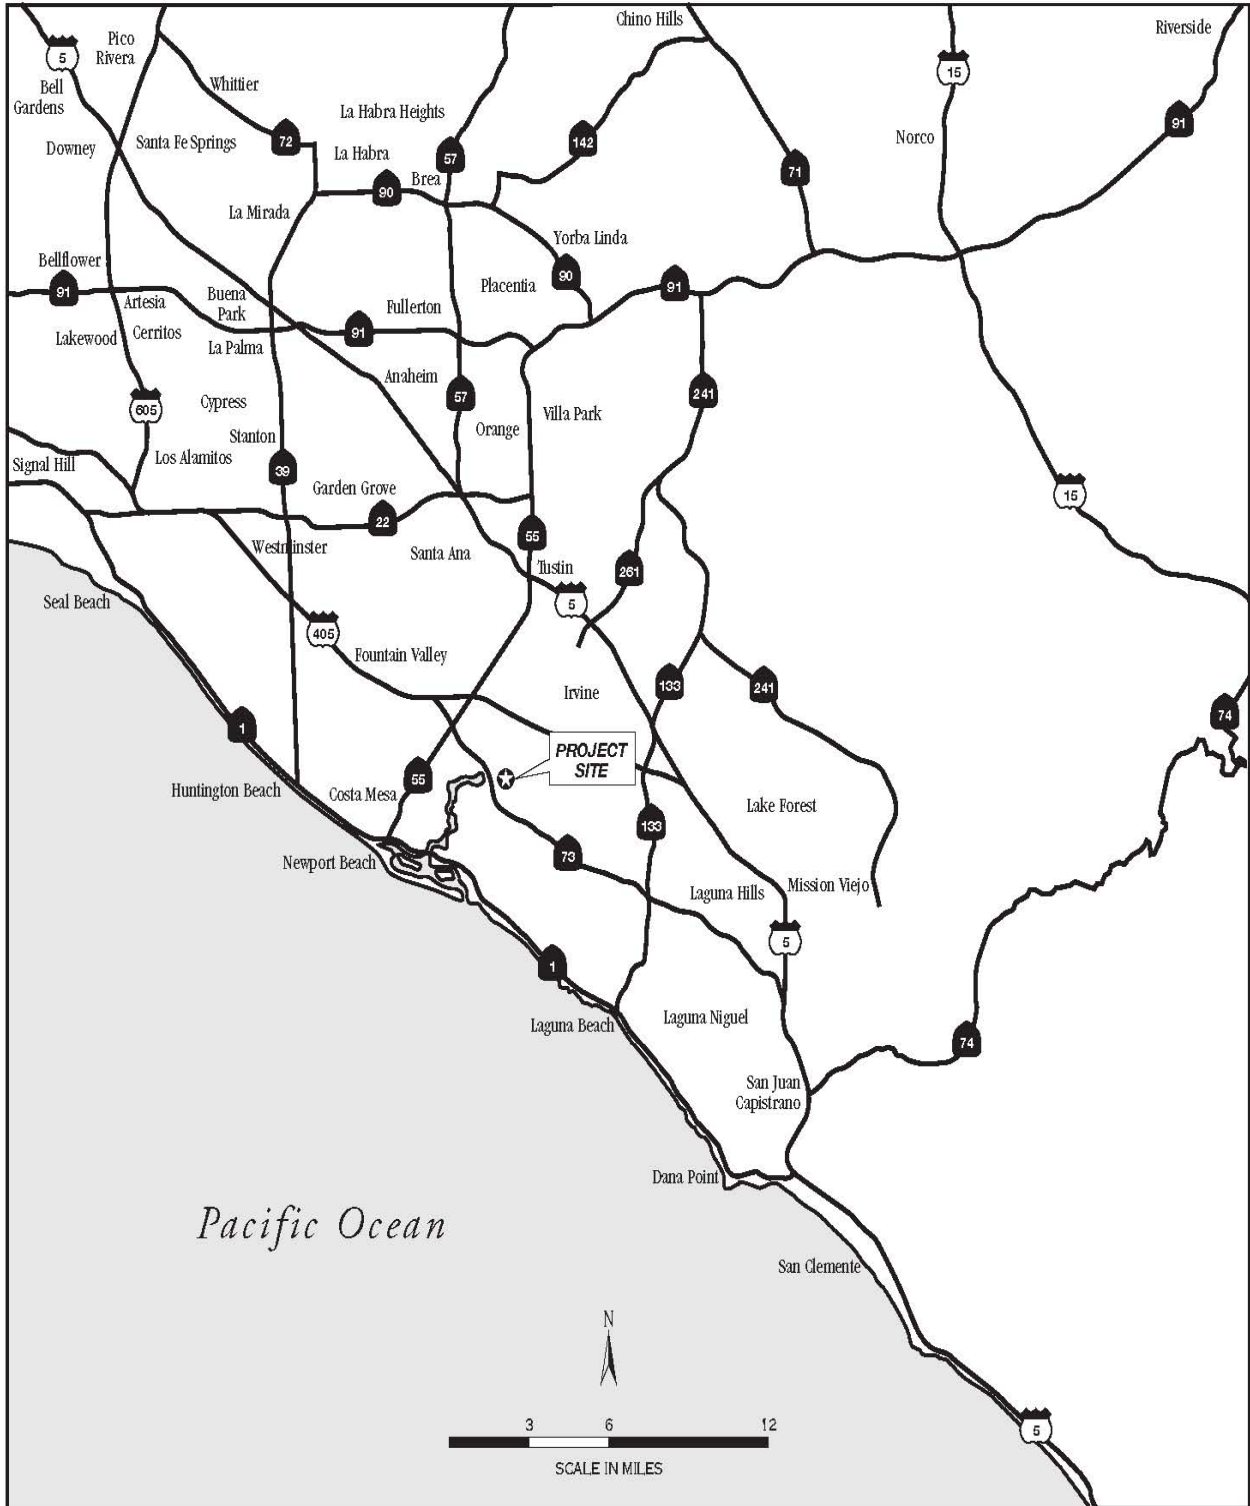 Chino Hills
Riverside
Pico
Rivera
5
15
Whittier
Bell
Gardens
La Habra Heights
91
Norco
Downey
Santa Fe Springs
72
142
La Habra
57
71
Brea
90
La Mirada
Yorba Linda
Bellflower
90
Placentia
91
91
Artesia
Buena
Park
Fullerton
Lakewood
Cerritos
91
La Palma
Anaheim
241
57
Cypress
605
Villa Park
Orange
Stanton
Signal Hill
Los Alamitos
39
Garden Grove
15
22
Westminster
Santa Ana
55
Tustin
261
Seal Beach
5
405
Fountain Valley
Irvine
133
241
74
1
PROJECT
SITE
Huntington Beach
Costa Mesa
55
Lake Forest
133
Newport Beach
73
Laguna Hills
Mission Viejo
5
1
Laguna Beach
Laguna Niguel
74
San Juan
Capistrano
Dana Point
Pacific Ocean
San Clemente
N
3 6 12
5
SCALE IN MILES